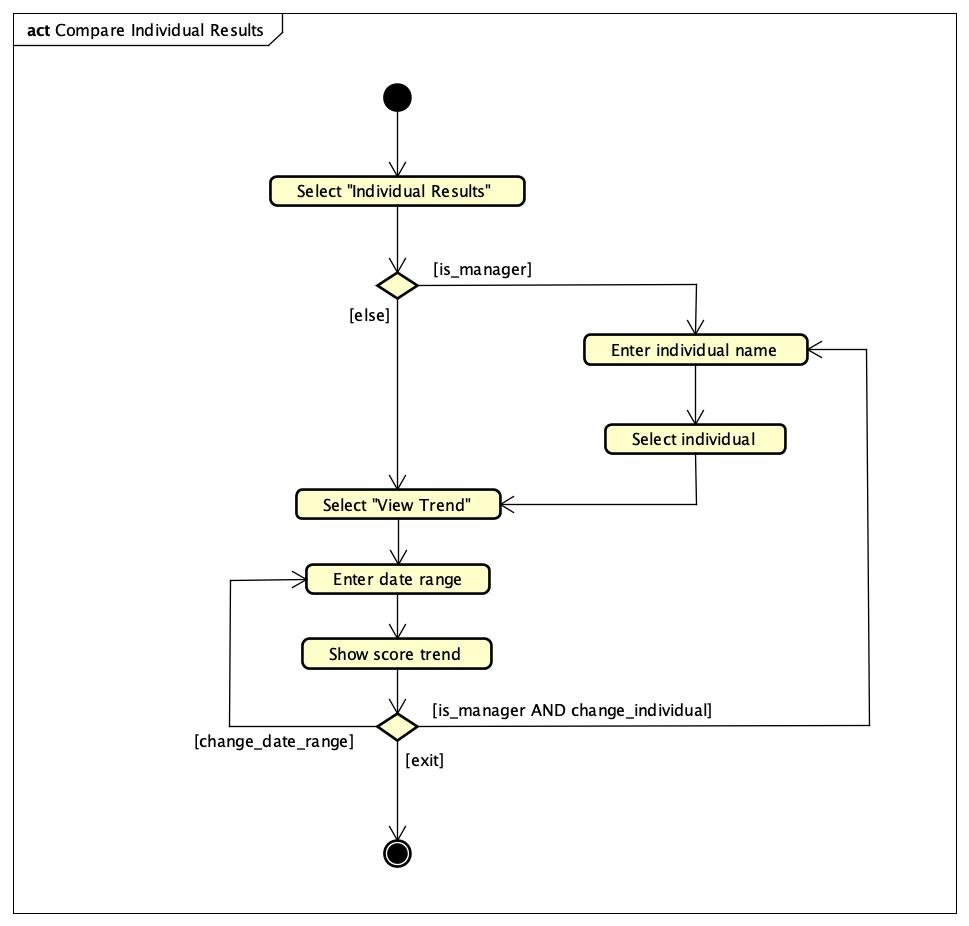 act Compare Individual Results
Select "Individual Results"
[is_manager]
[else]
Enter individual name
Select individual
Select "View Trend"
Enter date range
Show score trend
[is_manager AND change_individual]
[change_date_range]
[exit]